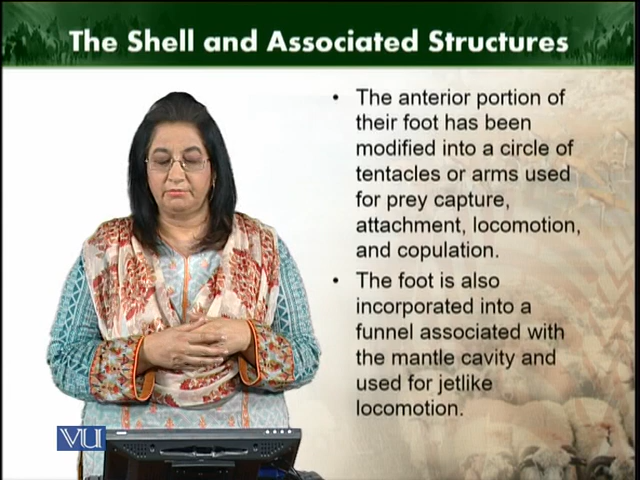 The Shell and Associated Structures
• The anterior portion of
their foot has been
modified into a circle of
tentacles or arms used
for prey capture,
attachment, locomotion,
and copulation.
• The foot is also
incorporated into a
funnel associated with
the mantle cavity and
used for jetlike
locomotion.
VU